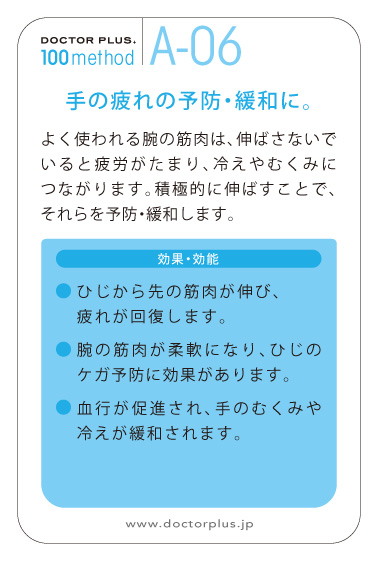 DOCTOR PLUS.
100method
A-06
手の疲れの予防・緩和に。
よく使われる腕の筋肉は、伸ばさないで
いると疲労がたまり、冷えやむくみに
つながります。積極的に伸ばすことで、
それらを予防・緩和します。
効果・効能
● ひじから先の筋肉が伸び、
疲れが回復します。
● 腕の筋肉が柔軟になり、ひじの
ケガ予防に効果があります。
● 血行が促進され、手のむくみや
冷えが緩和されます。
www.doctorplus.jp